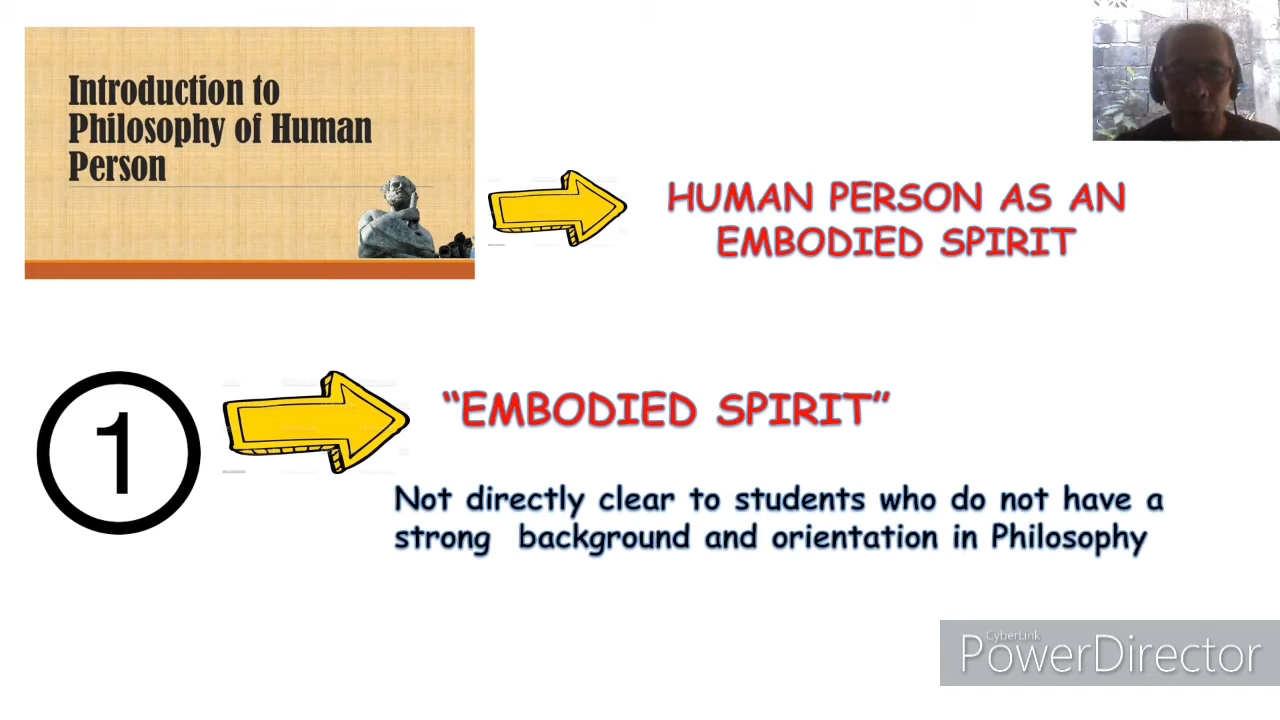 Introduction to
Philosophy of Human
Person
HUMAN PERSON AS AN
EMBODIED SPIRIT
1
“EMBODIED SPIRIT”
Not directly clear to students who do not have a
strong background and orientation in Philosophy
CyberLink
PowerDirector